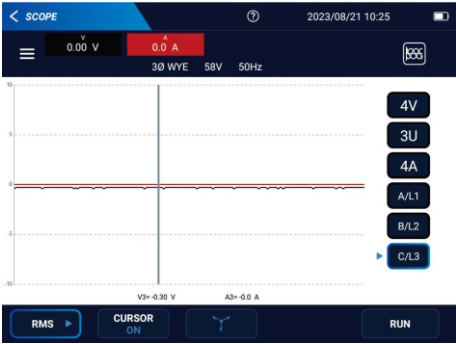 SCOPE
?
2023/08/21 10:25
V
0.00 V
A
0.0 A
3Ø WYE 58V 50Hz
10
5
0
-5
-10
4V
3U
4A
A/L1
B/L2
C/L3
V3= -0.30 V A3= -0.0 A
RMS
CURSOR
ON
RUN